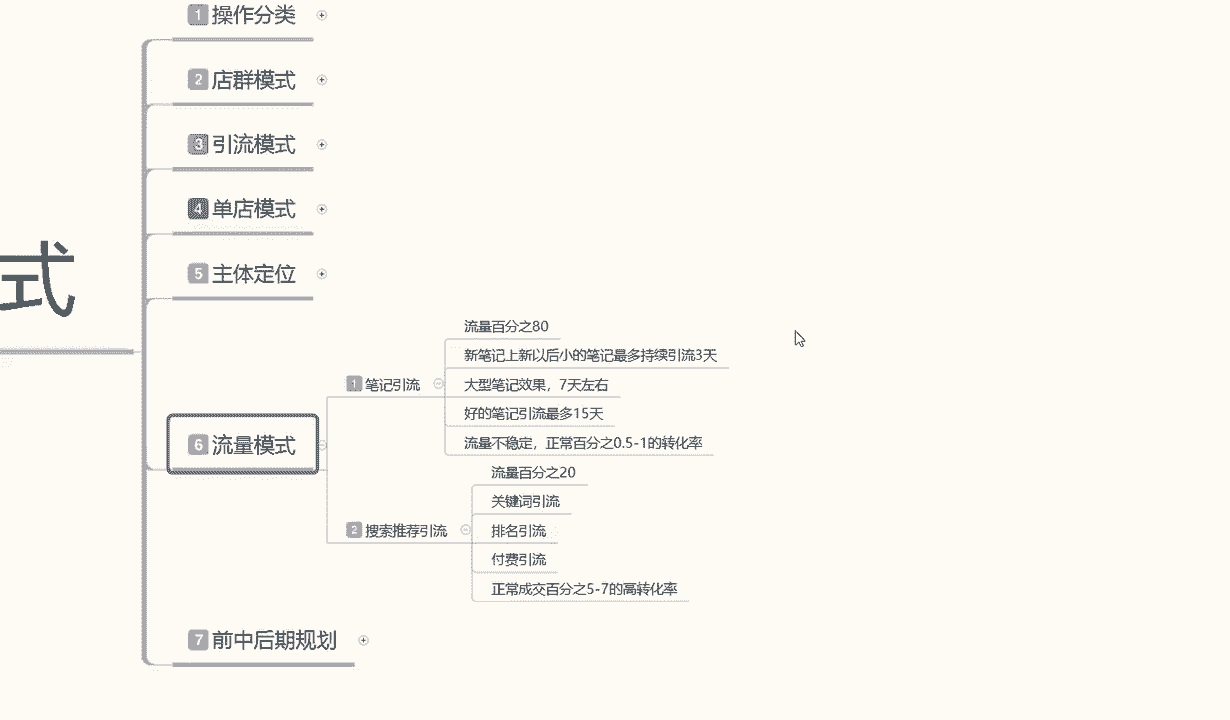 1 操作分类
2 店群模式
3 引流模式
4 单店模式
5 主体定位
式
6 流量模式
1 笔记引流
流量百分之80
新笔记上新以后小的笔记最多持续引流3天
大型笔记效果，7天左右
好的笔记引流最多15天
流量不稳定，正常百分之0.5-1的转化率
2 搜索推荐引流
流量百分之20
关键词引流
排名引流
付费引流
正常成交百分之5-7的高转化率
7 前中后期规划